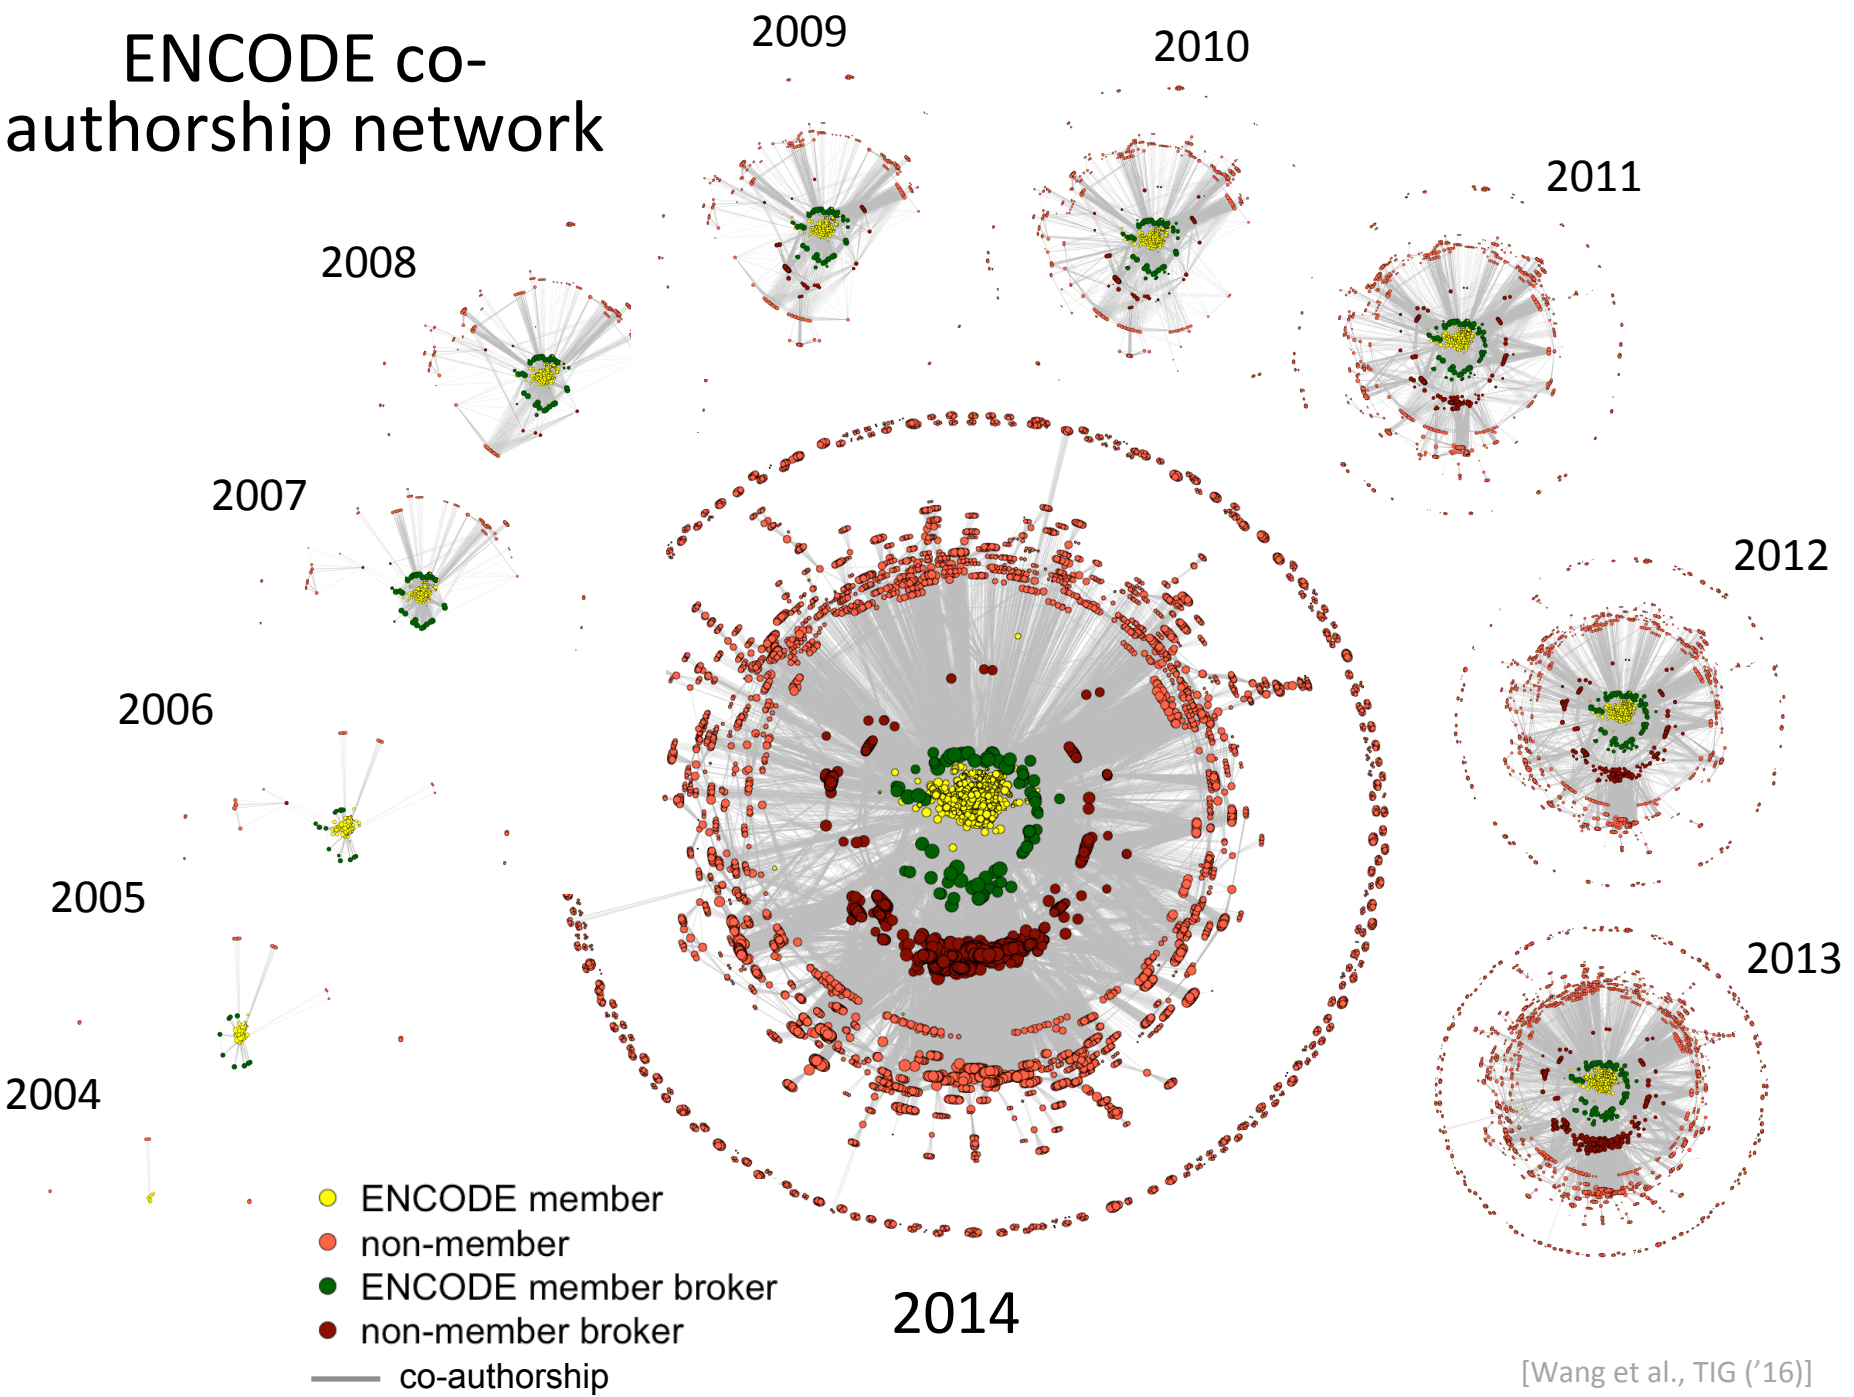 ENCODE co-
authorship network
2004
2005
2006
2007
2008
2009
2010
2011
2012
2013
2014
ENCODE member
non-member
ENCODE member broker
non-member broker
co-authorship
[Wang et al., TIG (’16)]